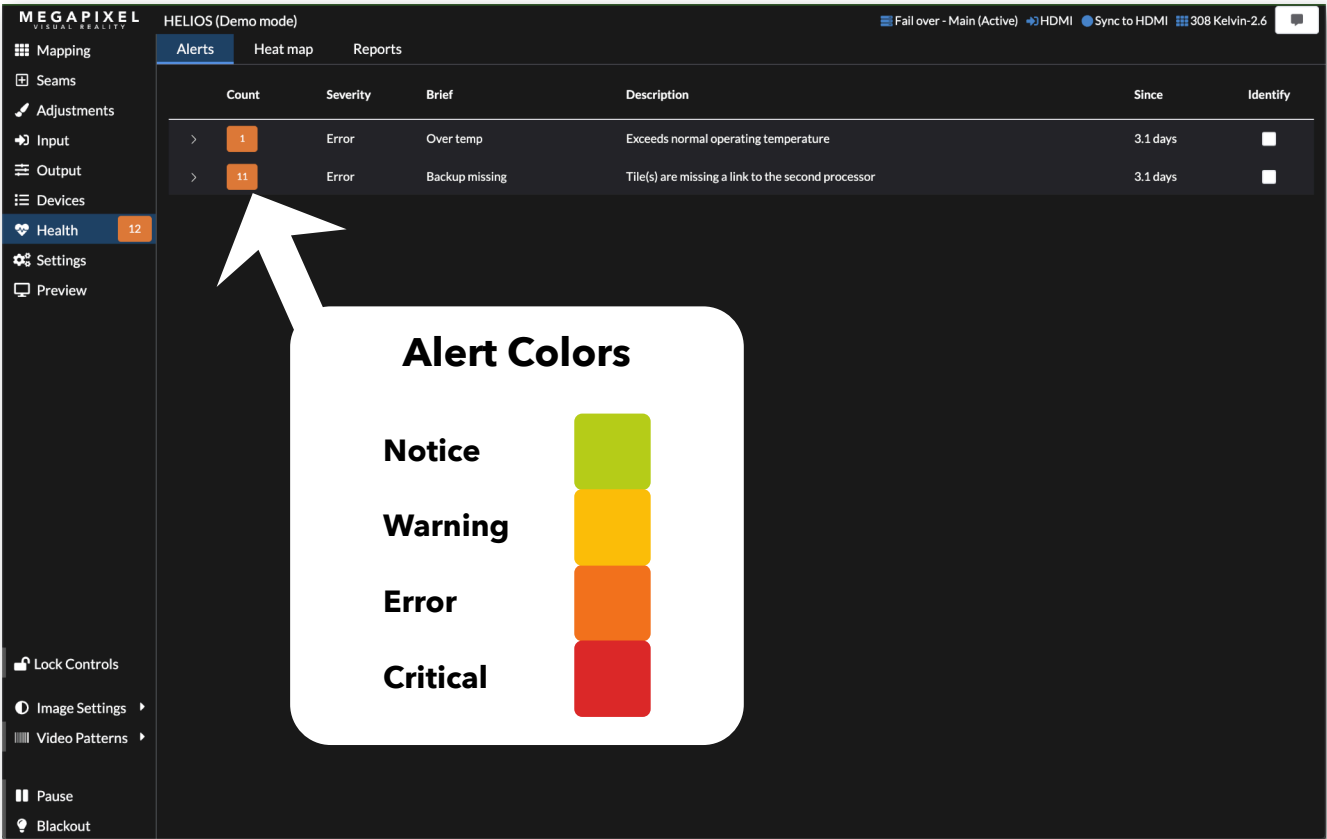 MEGAPIXEL
VISUAL REALITY
HELIOS (Demo mode)
Fail over - Main (Active) HDMI Sync to HDMI 308 Kelvin-2.6
Mapping
Seams
Adjustments
Input
Output
Devices
Health 12
Settings
Preview
Lock Controls
Image Settings
Video Patterns
Pause
Blackout
Alerts Heat map Reports
Count Severity Brief Description Since Identify
1 Error Over temp Exceeds normal operating temperature 3.1 days
11 Error Backup missing Tile(s) are missing a link to the second processor 3.1 days
Alert Colors
Notice
Warning
Error
Critical